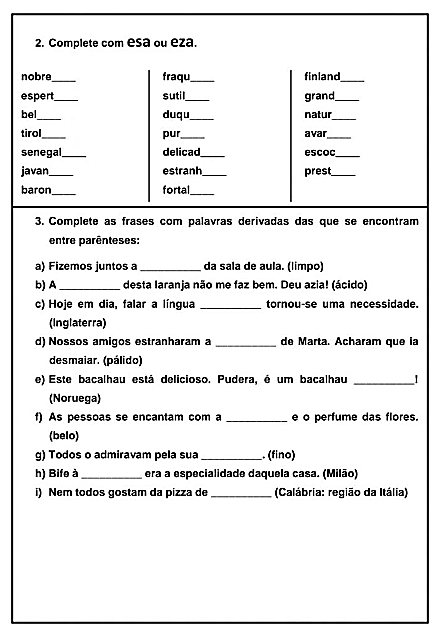 2. Complete com esa ou eza.
nobre____ fraqu____ finland____
espert____ sutil____ grand____
bel____ duqu____ natur____
tirol____ pur____ avar____
senegal____ delicad____ escoc____
javan____ estranh____ prest____
baron____ fortal____
3. Complete as frases com palavras derivadas das que se encontram
entre parênteses:
a) Fizemos juntos a __________ da sala de aula. (limpo)
b) A __________ desta laranja não me faz bem. Deu azia! (ácido)
c) Hoje em dia, falar a língua __________ tornou-se uma necessidade.
(Inglaterra)
d) Nossos amigos estranharam a __________ de Marta. Acharam que ia
desmaiar. (pálido)
e) Este bacalhau está delicioso. Pudera, é um bacalhau __________!
(Noruega)
f) As pessoas se encantam com a __________ e o perfume das flores.
(belo)
g) Todos o admiravam pela sua __________. (fino)
h) Bife à __________ era a especialidade daquela casa. (Milão)
i) Nem todos gostam da pizza de __________ (Calábria: região da Itália)